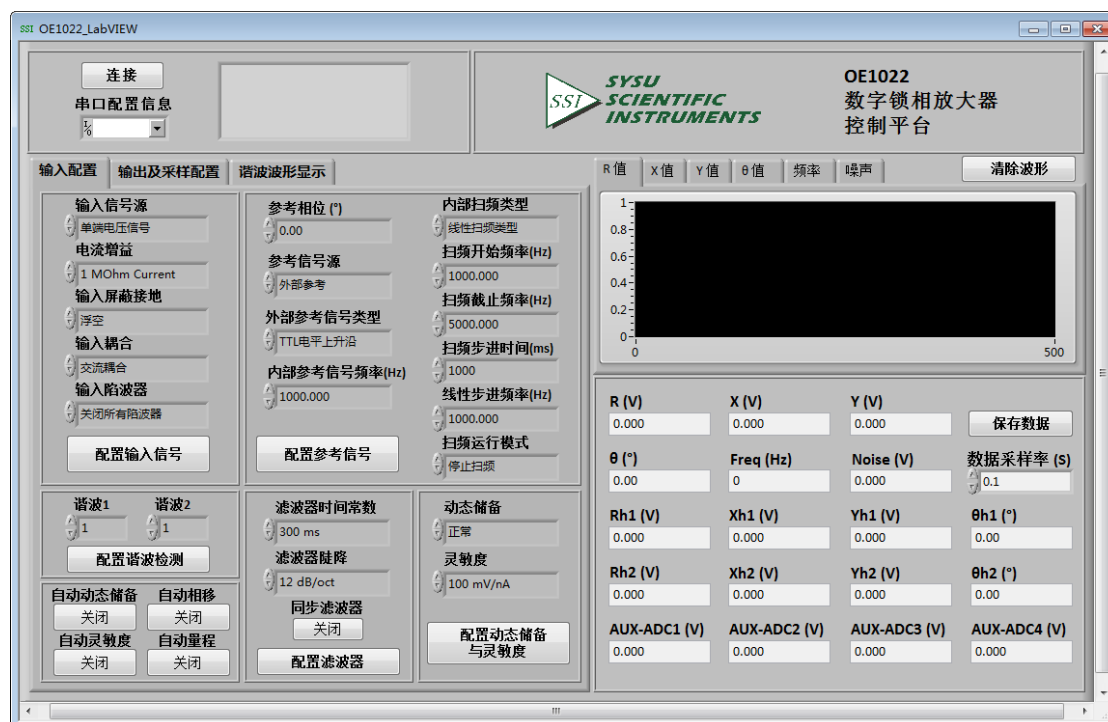 SSI OE1022_LabVIEW
连接
串口配置信息
SSI
SYSU
SCIENTIFIC
INSTRUMENTS
OE1022
数字锁相放大器
控制平台
输入配置 输出及采样配置 谐波波形显示
输入信号源
单端电压信号
电流增益
1 MOhm Current
输入屏蔽接地
浮空
输入耦合
交流耦合
输入陷波器
关闭所有陷波器
配置输入信号
参考相位 (°)
0.00
参考信号源
外部参考
外部参考信号类型
TTL电平上升沿
内部参考信号频率(Hz)
1000.000
配置参考信号
内部扫频类型
线性扫频类型
扫频开始频率(Hz)
1000.000
扫频截止频率(Hz)
5000.000
扫频步进时间(ms)
1000
线性步进频率(Hz)
1000.000
扫频运行模式
停止扫频
谐波1 谐波2
1 1
配置谐波检测
自动动态储备 自动相移
关闭 关闭
自动灵敏度 自动量程
关闭 关闭
滤波器时间常数
300 ms
滤波器陡降
12 dB/oct
同步滤波器
关闭
配置滤波器
动态储备
正常
灵敏度
100 mV/nA
配置动态储备
与灵敏度
R 值 X 值 Y 值 θ 值 频率 噪声 清除波形
1
0.8
0.6
0.4
0.2
0
0 500
R (V) X (V) Y (V)
0.000 0.000 0.000 保存数据
θ (°) Freq (Hz) Noise (V) 数据采样率 (S)
0.00 0 0.000 0.1
Rh1 (V) Xh1 (V) Yh1 (V) θh1 (°)
0.000 0.000 0.000 0.00
Rh2 (V) Xh2 (V) Yh2 (V) θh2 (°)
0.000 0.000 0.000 0.00
AUX-ADC1 (V) AUX-ADC2 (V) AUX-ADC3 (V) AUX-ADC4 (V)
0.000 0.000 0.000 0.000